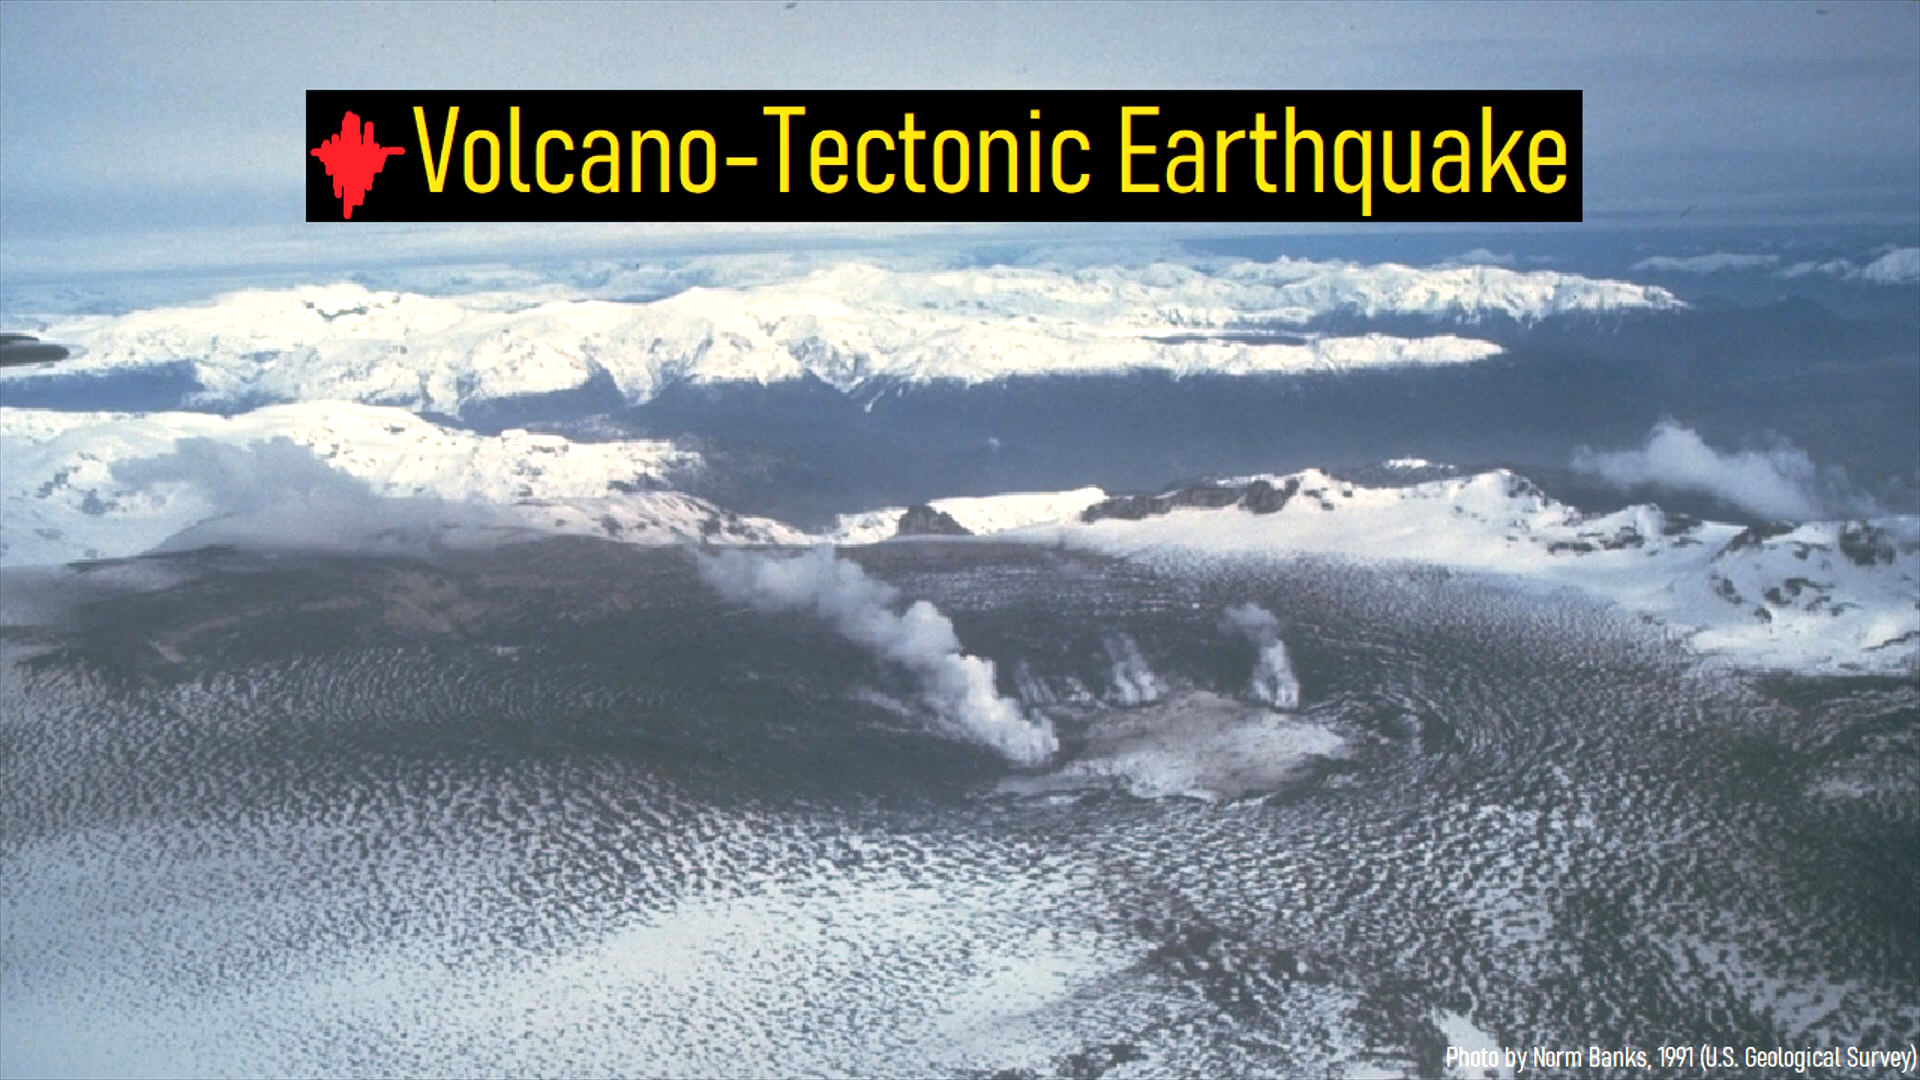 Volcano-Tectonic Earthquake
Photo by Norm Banks, 1991 (U.S. Geological Survey)